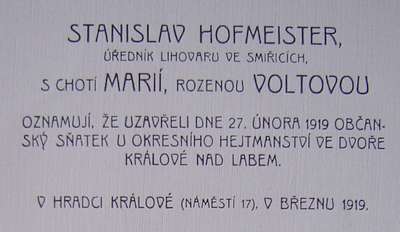 STANISLAV HOFMEISTER,
ÚŘEDNÍK LIHOVARU VE SMIŘICÍCH,
S CHOTÍ MARIÍ, ROZENOU VOLTOVOU
OZNAMUJÍ, ŽE UZAVŘELI DNE 27. ÚNORA 1919 OBČAN-
SKÝ SŇATEK U OKRESNÍHO HEJTMANSTVÍ VE DVOŘE
KRÁLOVÉ NAD LABEM.
V HRADCI KRÁLOVÉ (NÁMĚSTÍ 17), V BŘEZNU 1919.